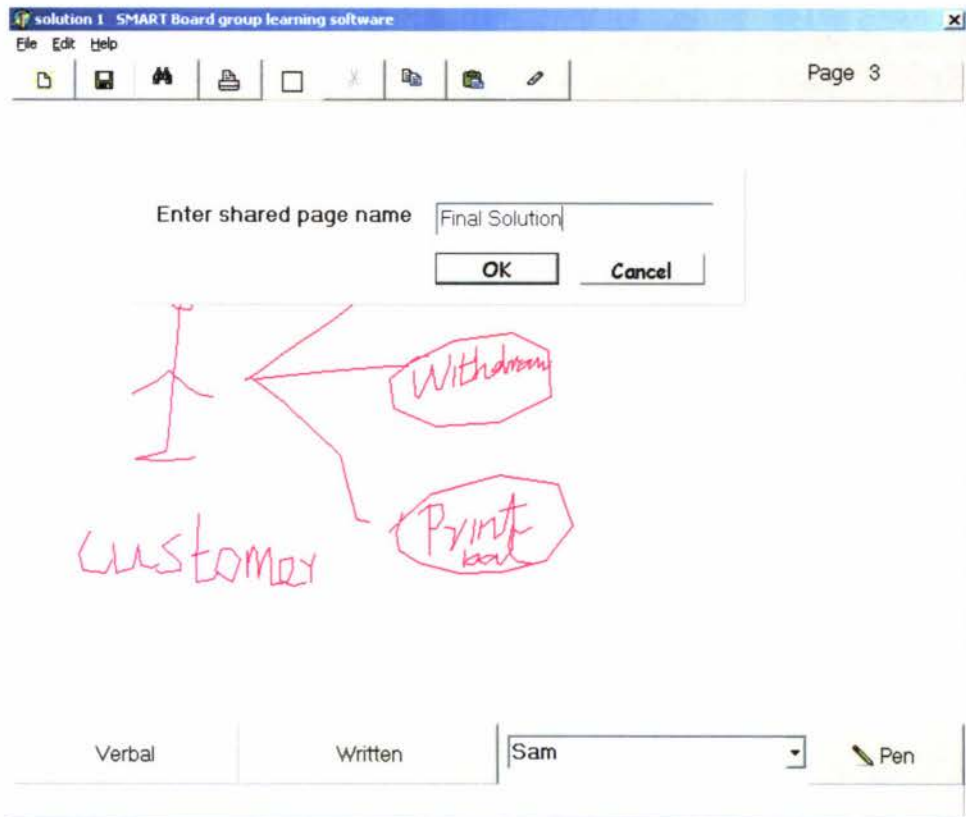 solution 1 SMART Board group learning software
File Edit Help
Page 3
Enter shared page name Final Solution
OK Cancel
Withdraw
Print
customer
Verbal Written Sam Pen